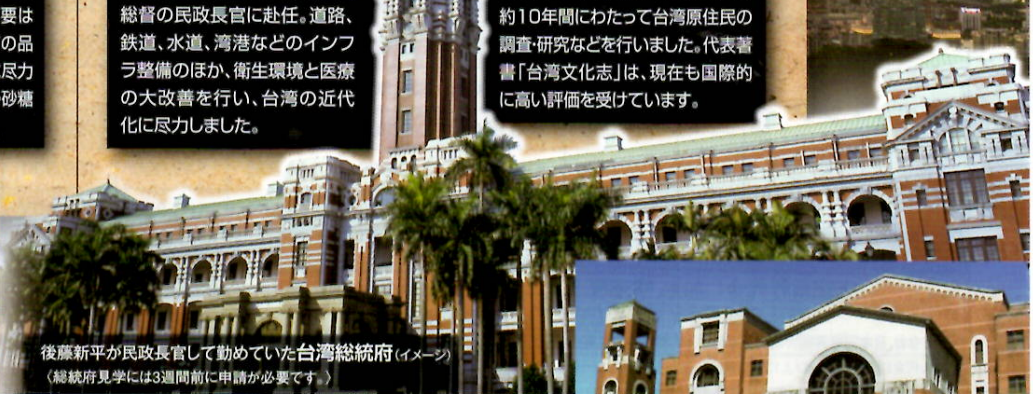 要は
の品
尽力
砂糖
総督の民政長官に赴任。道路、
鉄道、水道、湾港などのインフ
ラ整備のほか、衛生環境と医療
の大改善を行い、台湾の近代
化に尽力しました。
約10年間にわたって台湾原住民の
調査・研究などを行いました。代表著
書「台湾文化志」は、現在も国際的
に高い評価を受けています。
後藤新平が民政長官して勤めていた台湾総統府(イメージ)
〈総統府見学には3週間前に申請が必要です。〉